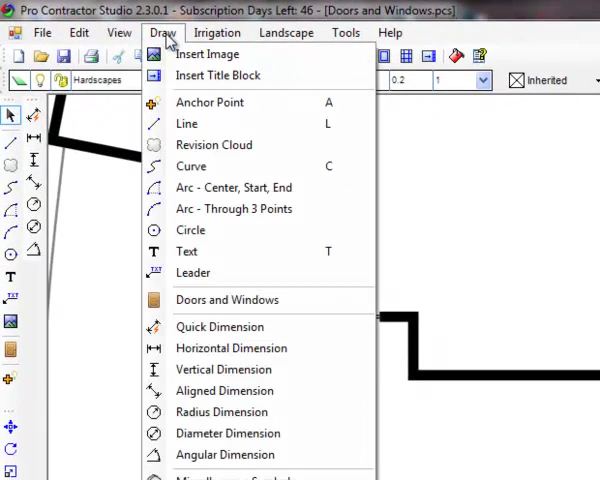 Pro Contractor Studio 2.3.0.1 - Subscription Days Left: 46 - [Doors and Windows.pcs]
File Edit View Draw Irrigation Landscape Tools Help
Hardscapes 0.2 1 Inherited
Insert Image
Insert Title Block
Anchor Point A
Line L
Revision Cloud
Curve C
Arc - Center, Start, End
Arc - Through 3 Points
Circle
Text T
Leader
Doors and Windows
Quick Dimension
Horizontal Dimension
Vertical Dimension
Aligned Dimension
Radius Dimension
Diameter Dimension
Angular Dimension